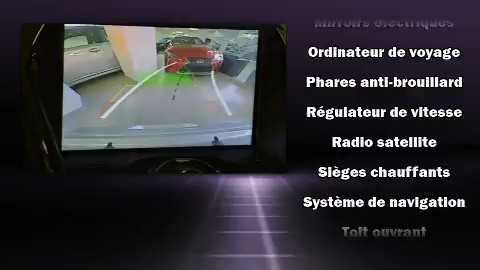 Miroirs électriques
Ordinateur de voyage
Phares anti-brouillard
Régulateur de vitesse
Radio satellite
Sièges chauffants
Système de navigation
Toit ouvrant